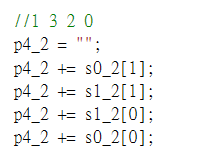 //1 3 2 0
p4_2 = "";
p4_2 += s0_2[1];
p4_2 += s1_2[1];
p4_2 += s1_2[0];
p4_2 += s0_2[0];